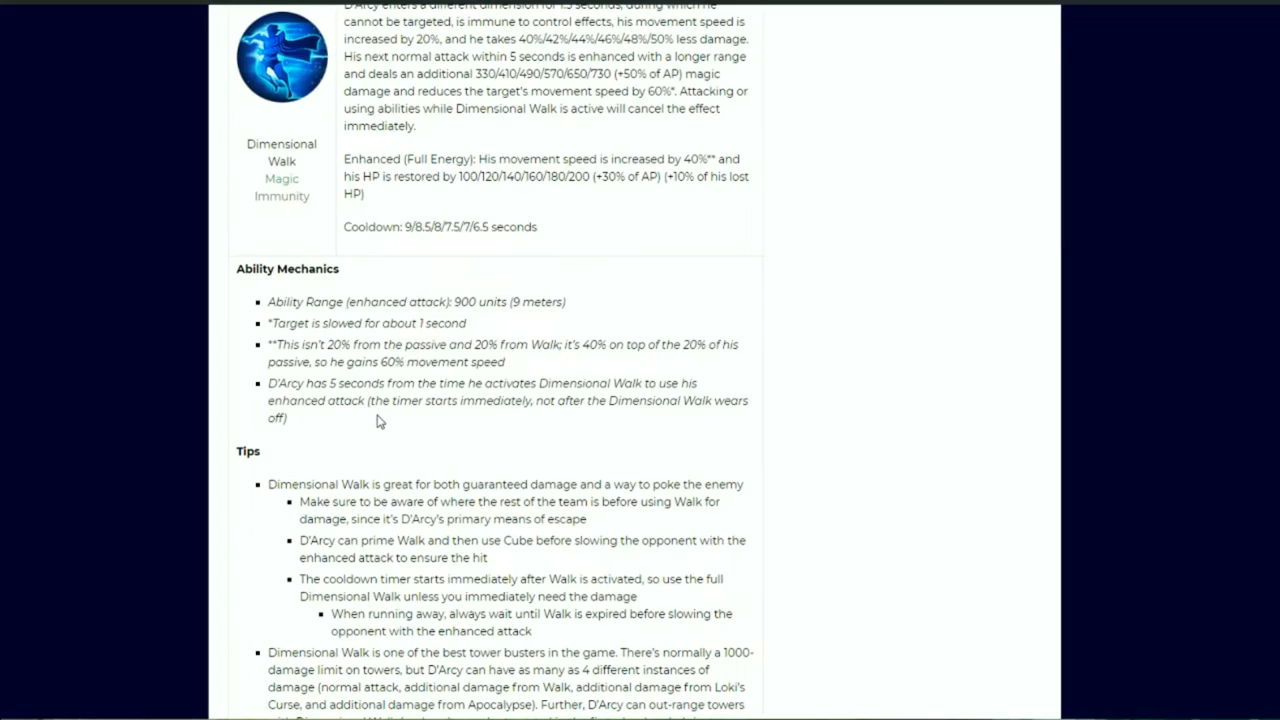 D'Arcy enters a different dimension for 1.5 seconds, during which he
cannot be targeted, is immune to control effects, his movement speed is
increased by 20%, and he takes 40%/42%/44%/46%/48%/50% less damage.
His next normal attack within 5 seconds is enhanced with a longer range
and deals an additional 330/410/490/570/650/730 (+50% of AP) magic
damage and reduces the target's movement speed by 60%*. Attacking or
using abilities while Dimensional Walk is active will cancel the effect
immediately.
Dimensional
Walk
Magic
Immunity
Enhanced (Full Energy): His movement speed is increased by 40%** and
his HP is restored by 100/120/140/160/180/200 (+30% of AP) (+10% of his lost
HP)
Cooldown: 9/8.5/8/7.5/7/6.5 seconds
Ability Mechanics
Ability Range (enhanced attack): 900 units (9 meters)
*Target is slowed for about 1 second
**This isn't 20% from the passive and 20% from Walk; it's 40% on top of the 20% of his
passive, so he gains 60% movement speed
D'Arcy has 5 seconds from the time he activates Dimensional Walk to use his
enhanced attack (the timer starts immediately, not after the Dimensional Walk wears
off)
Tips
Dimensional Walk is great for both guaranteed damage and a way to poke the enemy
Make sure to be aware of where the rest of the team is before using Walk for
damage, since it's D'Arcy's primary means of escape
D'Arcy can prime Walk and then use Cube before slowing the opponent with the
enhanced attack to ensure the hit
The cooldown timer starts immediately after Walk is activated, so use the full
Dimensional Walk unless you immediately need the damage
When running away, always wait until Walk is expired before slowing the
opponent with the enhanced attack
Dimensional Walk is one of the best tower busters in the game. There's normally a 1000-
damage limit on towers, but D'Arcy can have as many as 4 different instances of
damage (normal attack, additional damage from Walk, additional damage from Loki's
Curse, and additional damage from Apocalypse). Further, D'Arcy can out-range towers